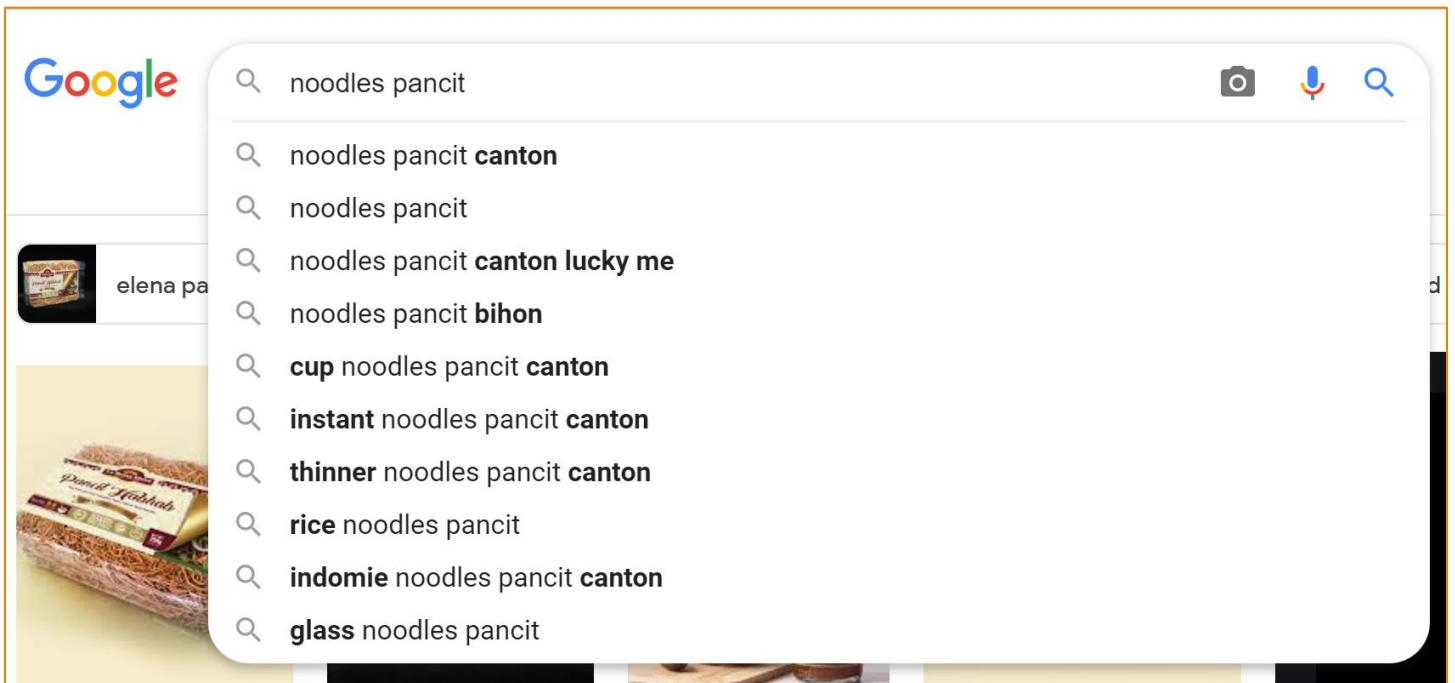 Google
noodles pancit
noodles pancit canton
noodles pancit
noodles pancit canton lucky me
noodles pancit bihon
elena pa
d
cup noodles pancit canton
instant noodles pancit canton
thinner noodles pancit canton
Pancit Habhab
rice noodles pancit
indomie noodles pancit canton
glass noodles pancit